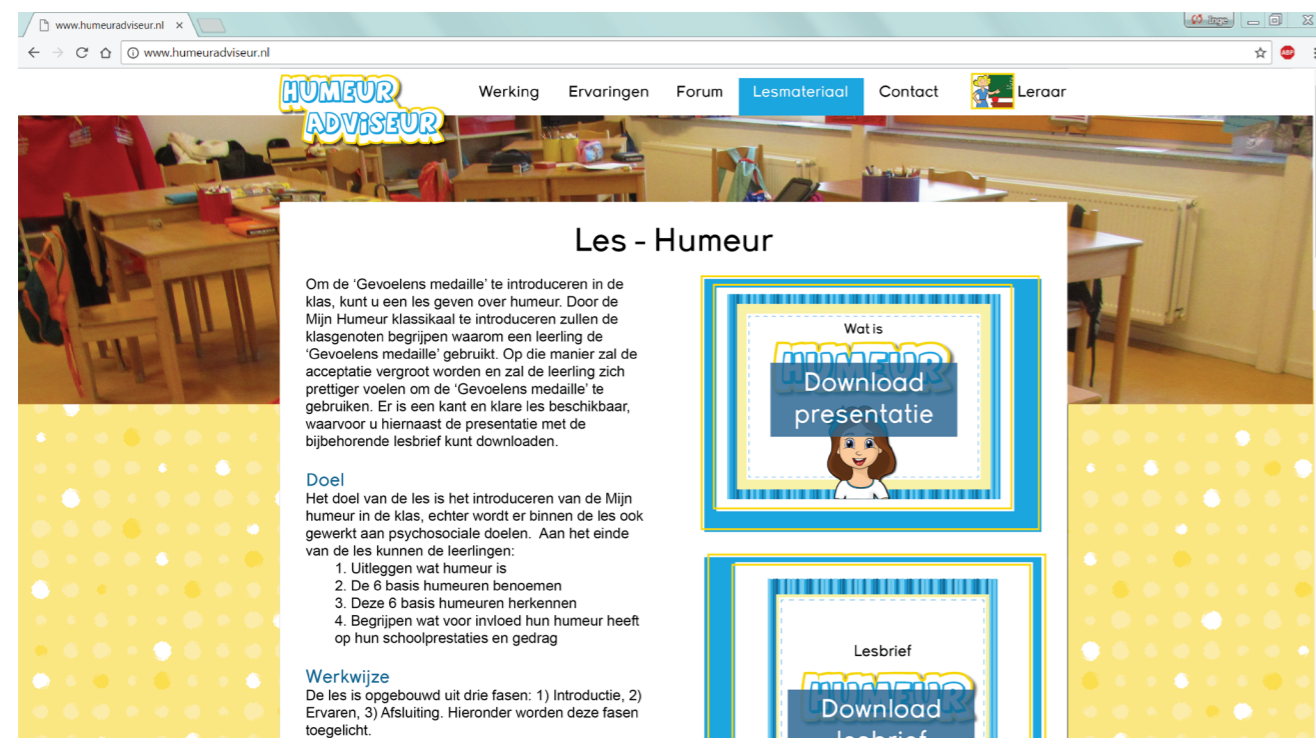 www.humeuradviseur.nl
Inge
www.humeuradviseur.nl
ABP
HUMEUR
ADVISEUR
Werking
Ervaringen
Forum
Lesmateriaal
Contact
Leraar
Les - Humeur
Om de ‘Gevoelens medaille’ te introduceren in de
klas, kunt u een les geven over humeur. Door de
Mijn Humeur klassikaal te introduceren zullen de
klasgenoten begrijpen waarom een leerling de
‘Gevoelens medaille’ gebruikt. Op die manier zal de
acceptatie vergroot worden en zal de leerling zich
prettiger voelen om de ‘Gevoelens medaille’ te
gebruiken. Er is een kant en klare les beschikbaar,
waarvoor u hiernaast de presentatie met de
bijbehorende lesbrief kunt downloaden.
Doel
Het doel van de les is het introduceren van de Mijn
humeur in de klas, echter wordt er binnen de les ook
gewerkt aan psychosociale doelen. Aan het einde
van de les kunnen de leerlingen:
1. Uitleggen wat humeur is
2. De 6 basis humeuren benoemen
3. Deze 6 basis humeuren herkennen
4. Begrijpen wat voor invloed hun humeur heeft
op hun schoolprestaties en gedrag
Werkwijze
De les is opgebouwd uit drie fasen: 1) Introductie, 2)
Ervaren, 3) Afsluiting. Hieronder worden deze fasen
toegelicht.
Wat is
HUMEUR
Download
presentatie
Lesbrief
HUMEUR
Download
lesbrief